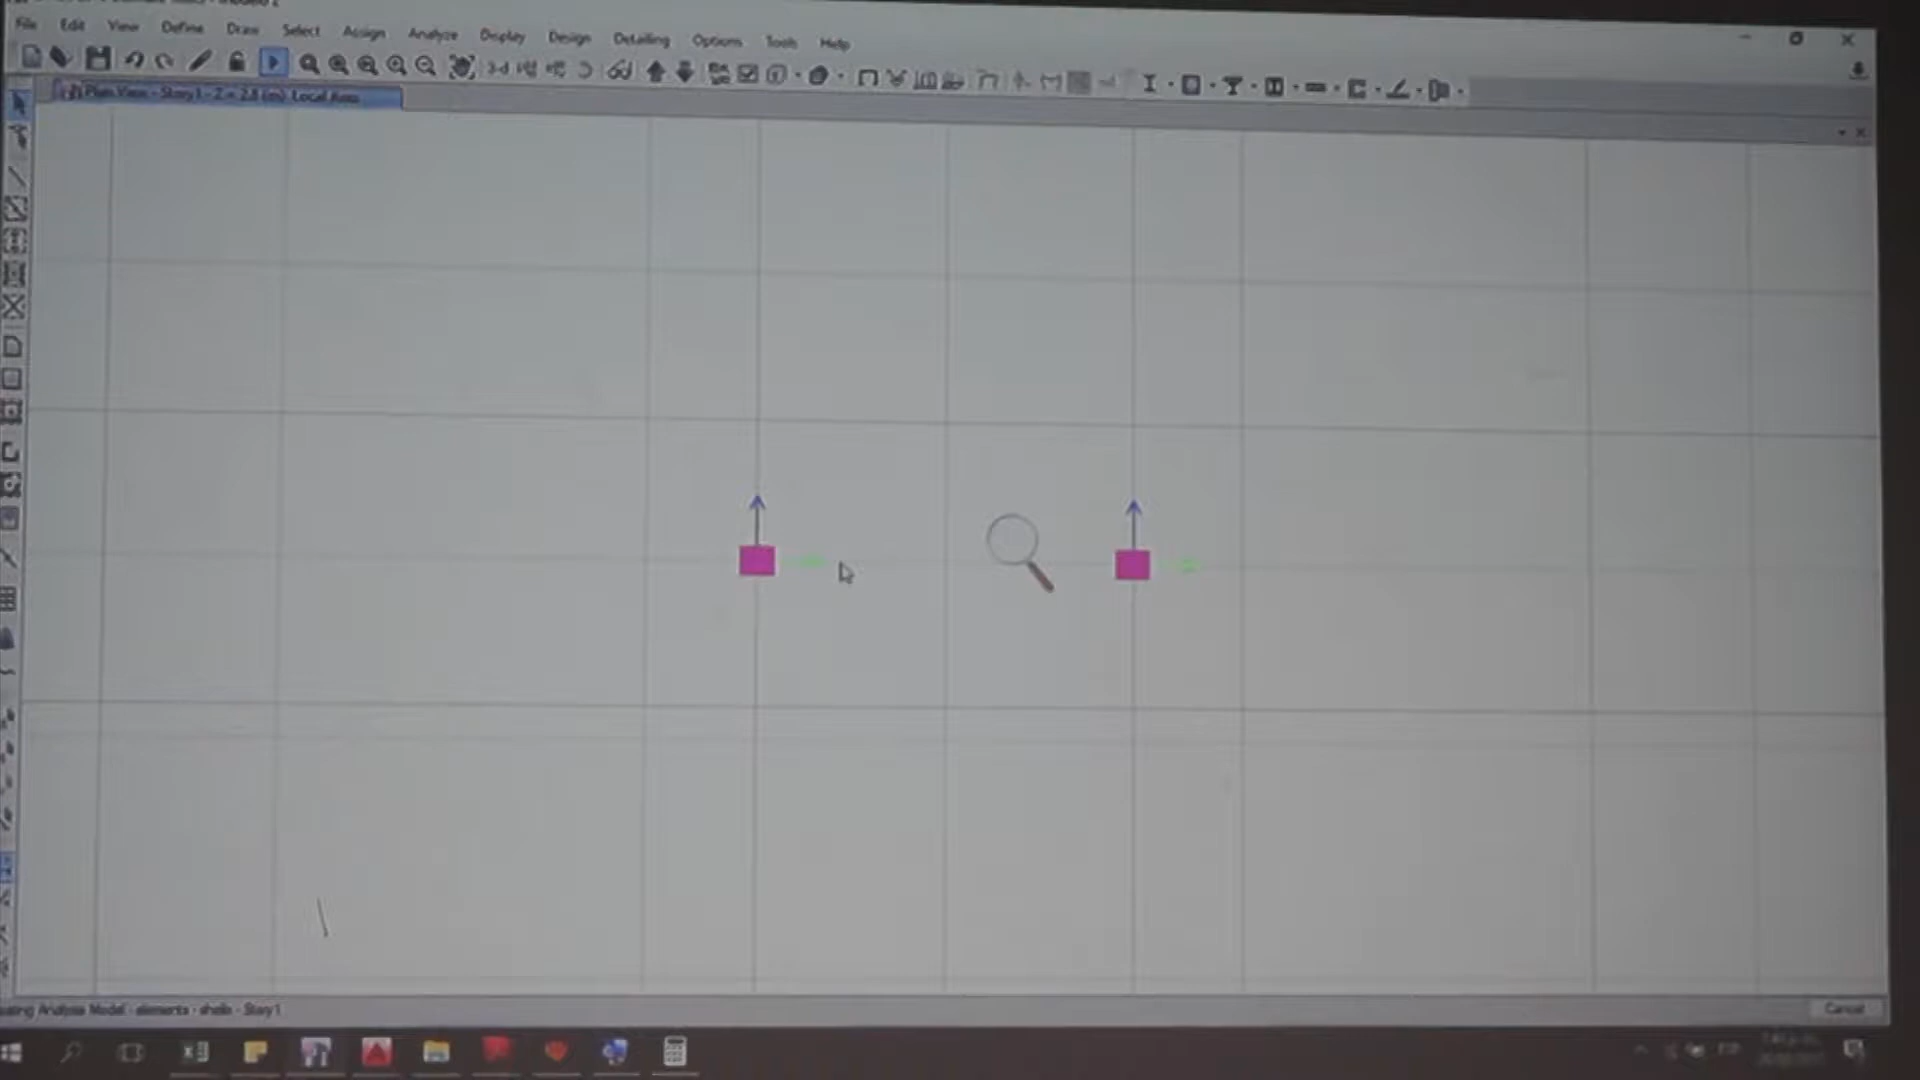 File Edit View Define Draw Select Assign Analyze Display Design Detailing Options Tools Help
Plan View - Story1 - Z = 2.8 (m) Local Axes
Analysis Model - elements - shells - Story1
Cancel